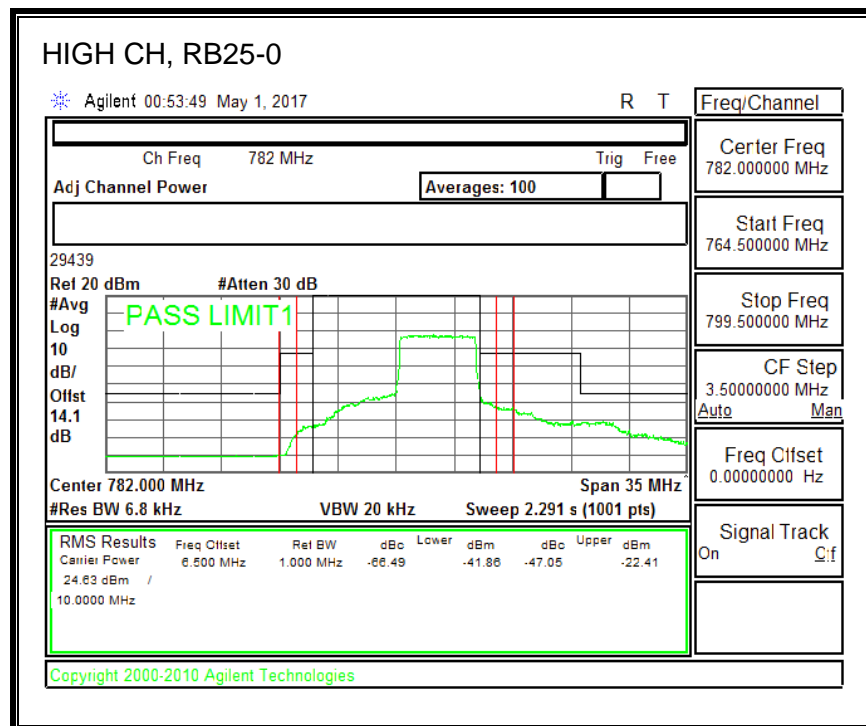 HIGH CH, RB25-0
Agilent 00:53:49 May 1, 2017 R T
Freq/Channel
Ch Freq 782 MHz Trig Free
Adj Channel Power Averages: 100
Center Freq
782.000000 MHz
Start Freq
764.500000 MHz
Stop Freq
799.500000 MHz
CF Step
3.50000000 MHz
Auto Man
Freq Offset
0.00000000 Hz
Signal Track
On Off
29439
Ref 20 dBm #Atten 30 dB
#Avg
Log
10
dB/
Offst
14.1
dB
PASS LIMIT1
Center 782.000 MHz Span 35 MHz
#Res BW 6.8 kHz VBW 20 kHz Sweep 2.291 s (1001 pts)
RMS Results Freq Offset Ref BW dBc Lower dBm dBc Upper dBm
Carrier Power 6.500 MHz 1.000 MHz -66.49 -41.86 -47.05 -22.41
24.63 dBm /
10.0000 MHz
Copyright 2000-2010 Agilent Technologies